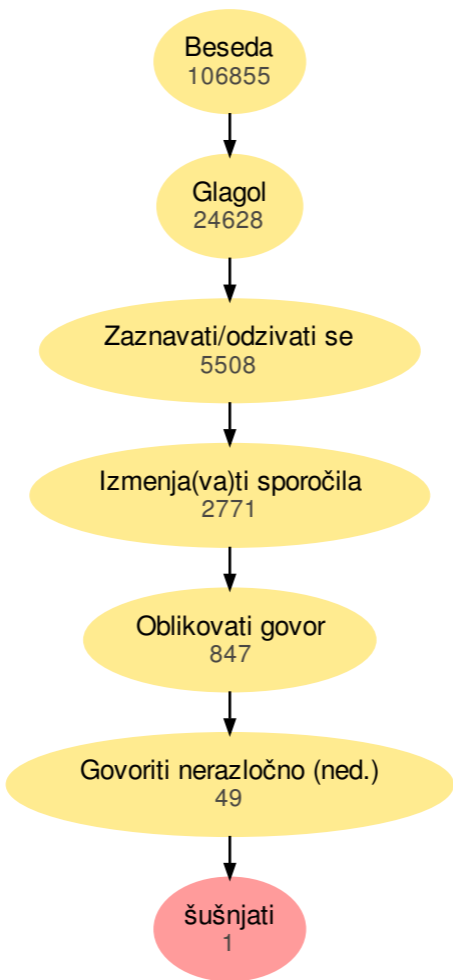 Beseda
106855
Glagol
24628
Zaznavati/odzivati se
5508
Izmenja(va)ti sporočila
2771
Oblikovati govor
847
Govoriti nerazločno (ned.)
49
šušnjati
1